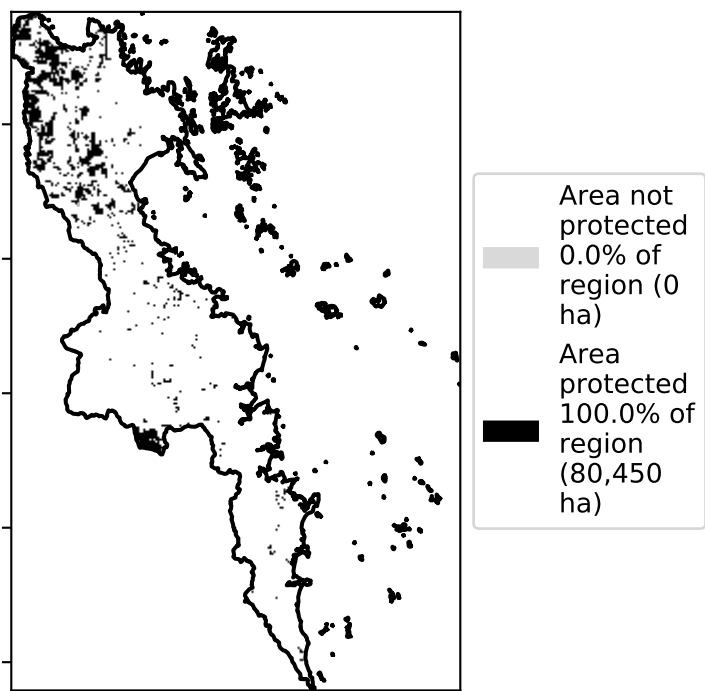 Area not
protected
0.0% of
region (0
ha)
Area
protected
100.0% of
region
(80,450
ha)